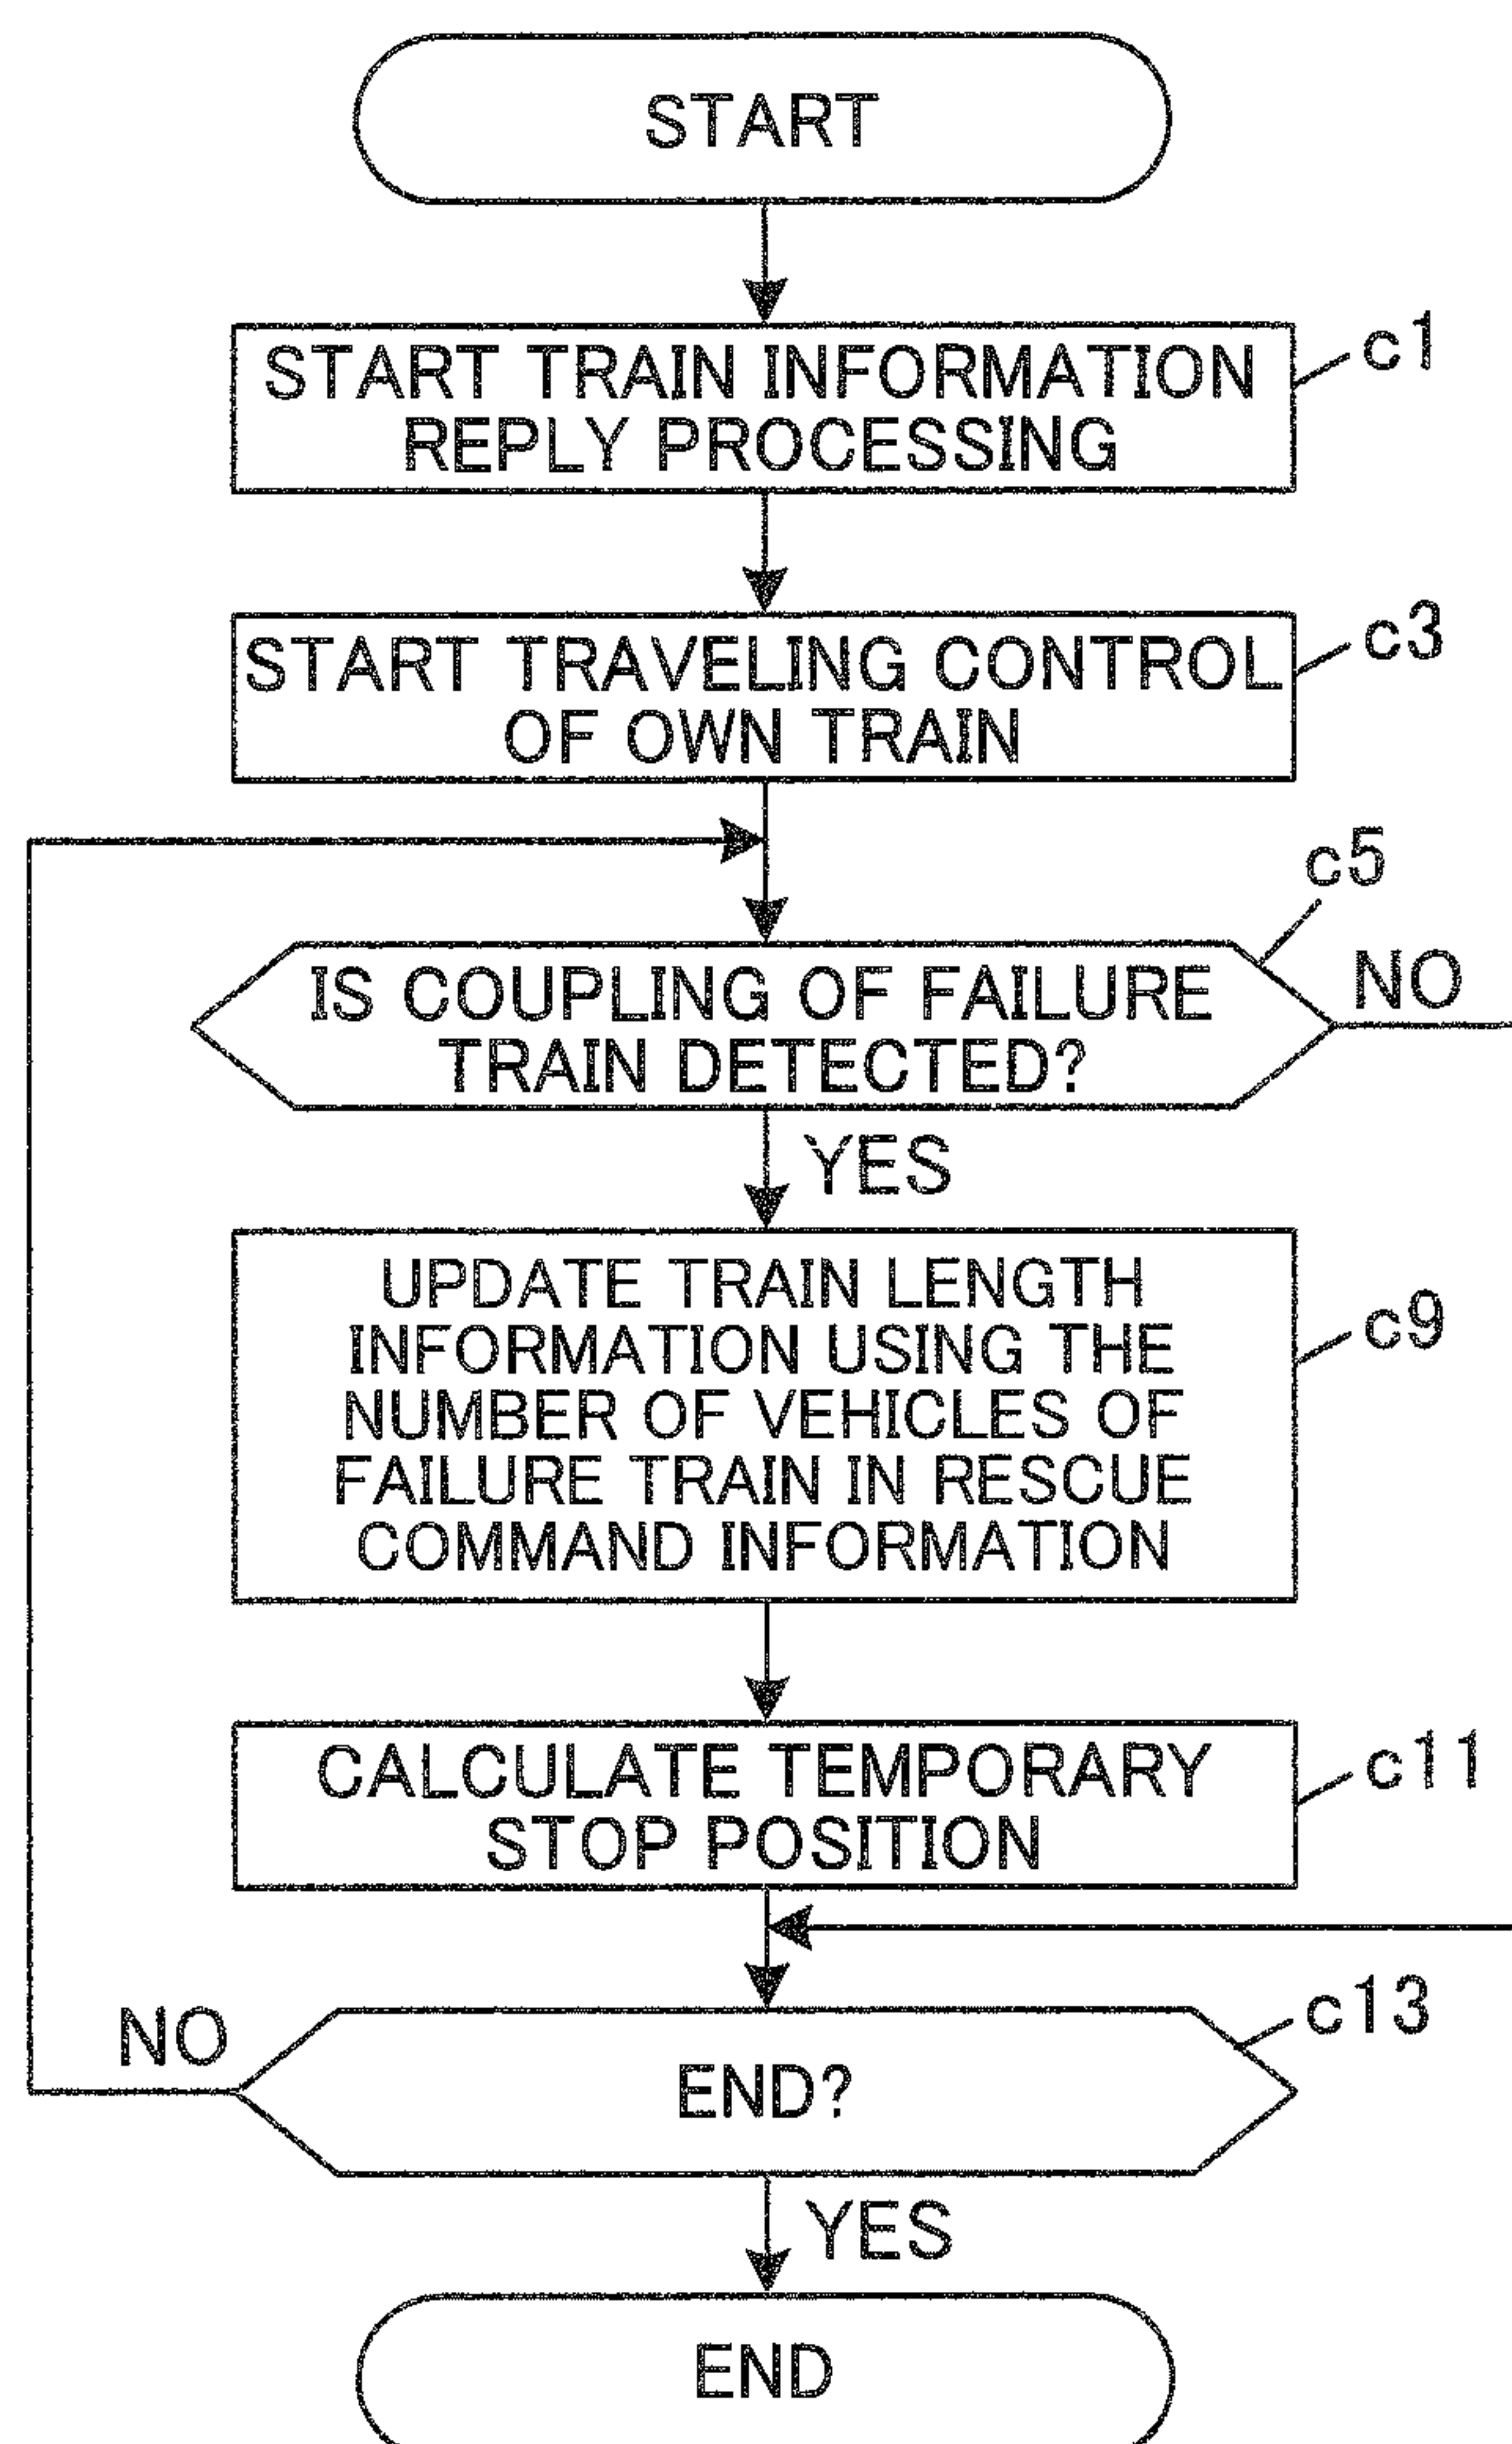 START
START TRAIN INFORMATION
REPLY PROCESSING
c1
START TRAVELING CONTROL
OF OWN TRAIN
c3
c5
IS COUPLING OF FAILURE
TRAIN DETECTED?
NO
YES
UPDATE TRAIN LENGTH
INFORMATION USING THE
NUMBER OF VEHICLES OF
FAILURE TRAIN IN RESCUE
COMMAND INFORMATION
c9
CALCULATE TEMPORARY
STOP POSITION
c11
c13
NO
END?
YES
END